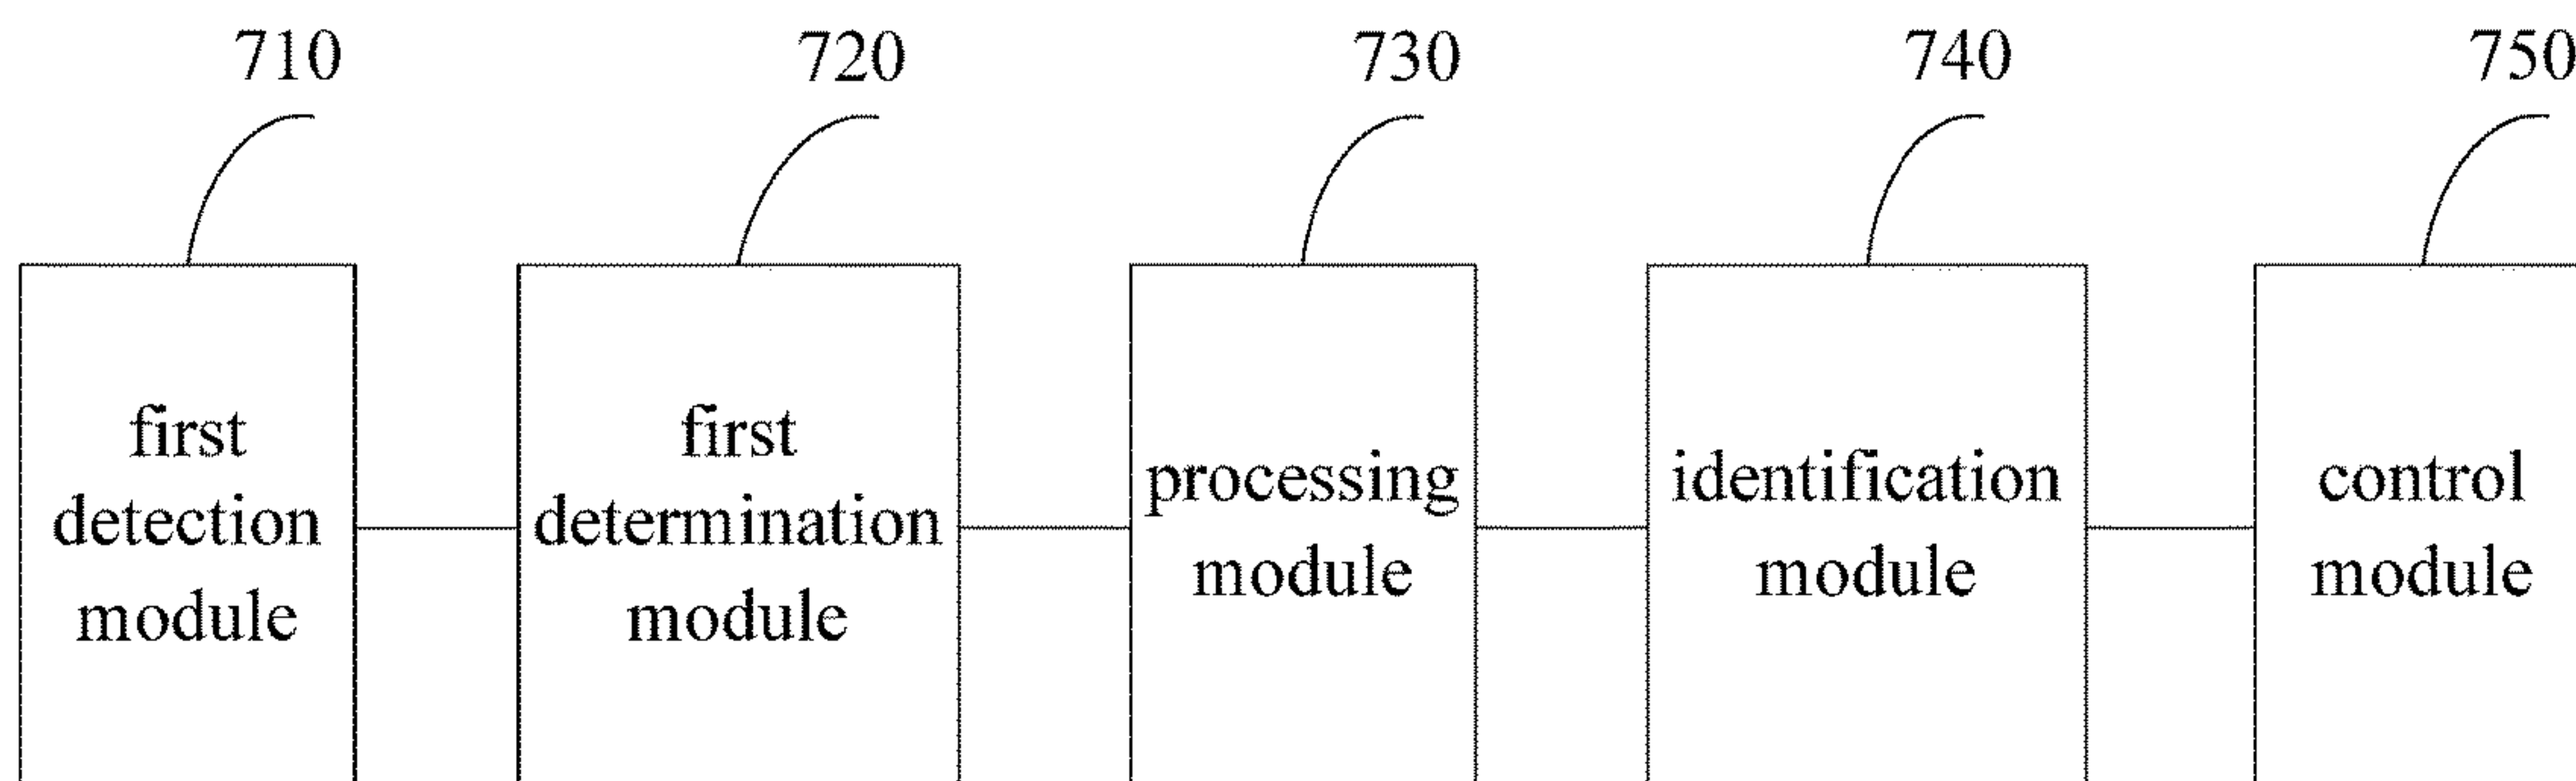 710
720
730
740
750
first
detection
module
first
determination
module
processing
module
identification
module
control
module